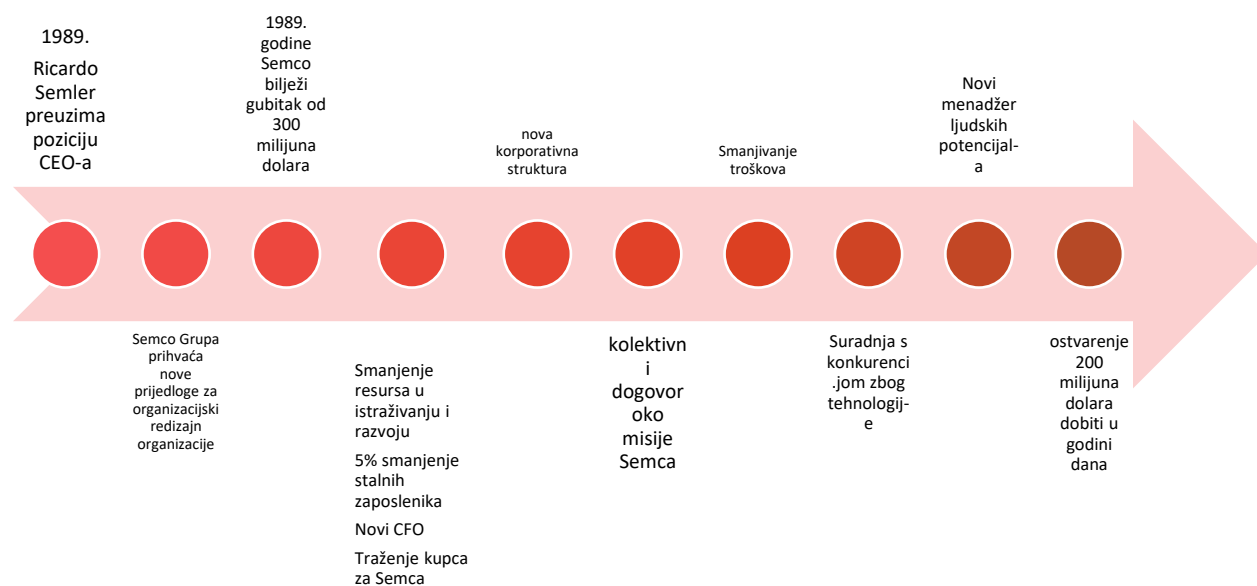 1989.
Ricardo
Semler
preuzima
poziciju
CEO-a
Semco Grupa
prihvaća
nove
prijedloge za
organizacijski
redizajn
organizacije
1989.
godine
Semco
bilježi
gubitak od
300
milijuna
dolara
Smanjenje
resursa u
istraživanju i
razvoju
5% smanjenje
stalnih
zaposlenika
Novi CFO
Traženje kupca
za Semca
nova
korporativna
struktura
kolektivn
i
dogovor
oko
misije
Semca
Smanjivanje
troškova
Suradnja s
konkurenci
.jom zbog
tehnologij-
e
Novi
menadžer
ljudskih
potencijal-
a
ostvarenje
200
milijuna
dolara
dobiti u
godini
dana